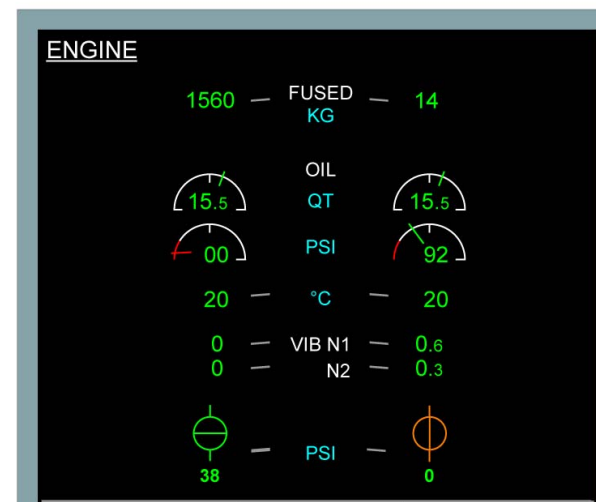 ENGINE
1560 FUSED 14
KG
OIL
15.5 QT 15.5
00 PSI 92
20 °C 20
0 VIB N1 0.6
0 N2 0.3
PSI
38 0